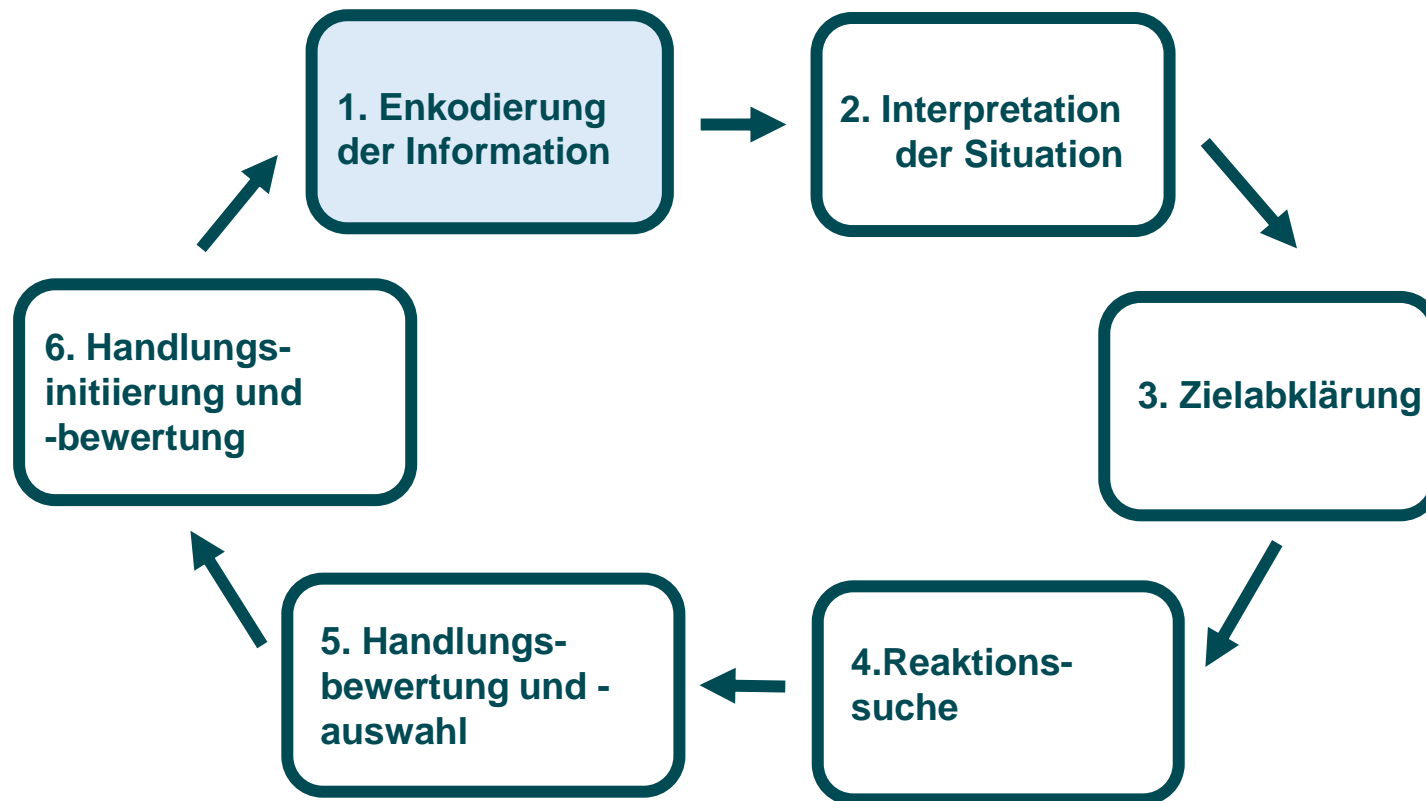 1. Enkodierung
der Information
2. Interpretation
der Situation
3. Zielabklärung
4.Reaktions-
suche
5. Handlungs-
bewertung und -
auswahl
6. Handlungs-
initiierung und
-bewertung